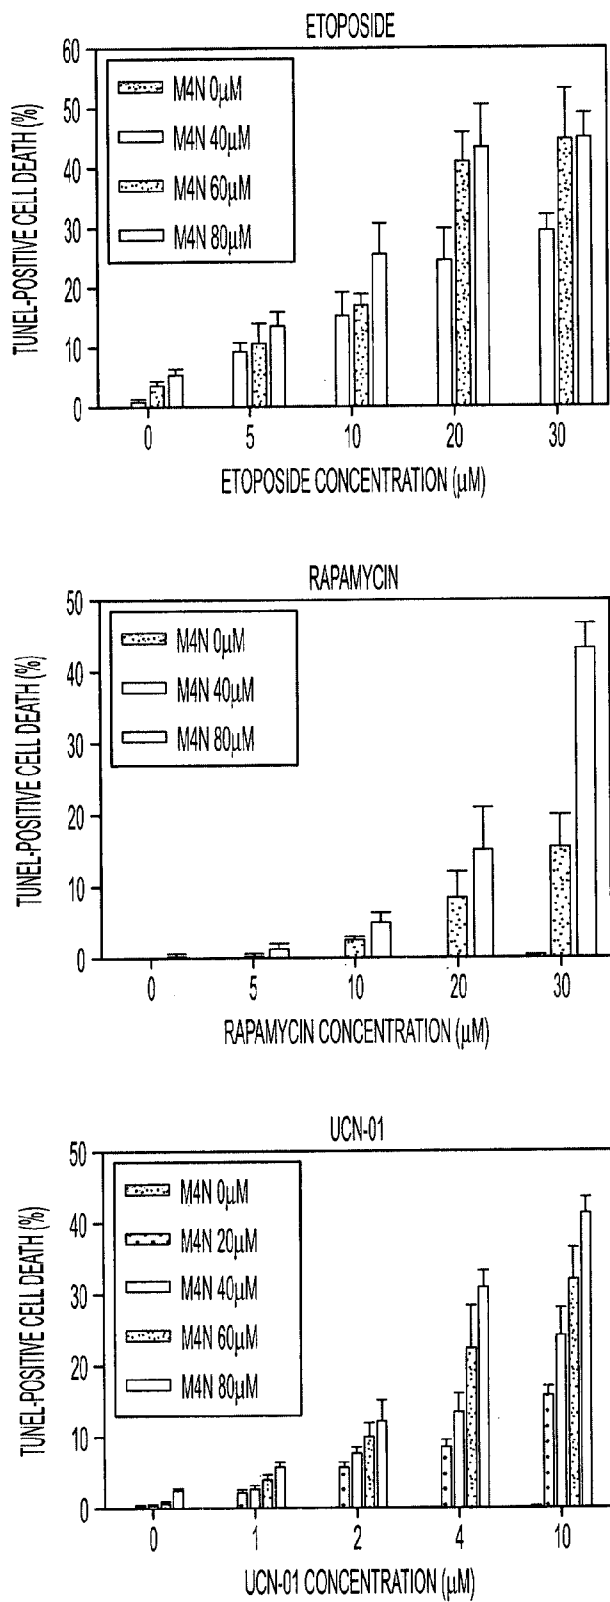 ETOPOSIDE
TUNEL-POSITIVE CELL DEATH (%)
60
50
40
30
20
10
0
M4N 0µM
M4N 40µM
M4N 60µM
M4N 80µM
0 5 10 20 30
ETOPOSIDE CONCENTRATION (µM)
RAPAMYCIN
TUNEL-POSITIVE CELL DEATH (%)
50
40
30
20
10
0
M4N 0µM
M4N 40µM
M4N 80µM
0 5 10 20 30
RAPAMYCIN CONCENTRATION (µM)
UCN-01
TUNEL-POSITIVE CELL DEATH (%)
50
40
30
20
10
0
M4N 0µM
M4N 20µM
M4N 40µM
M4N 60µM
M4N 80µM
0 1 2 4 10
UCN-01 CONCENTRATION (µM)